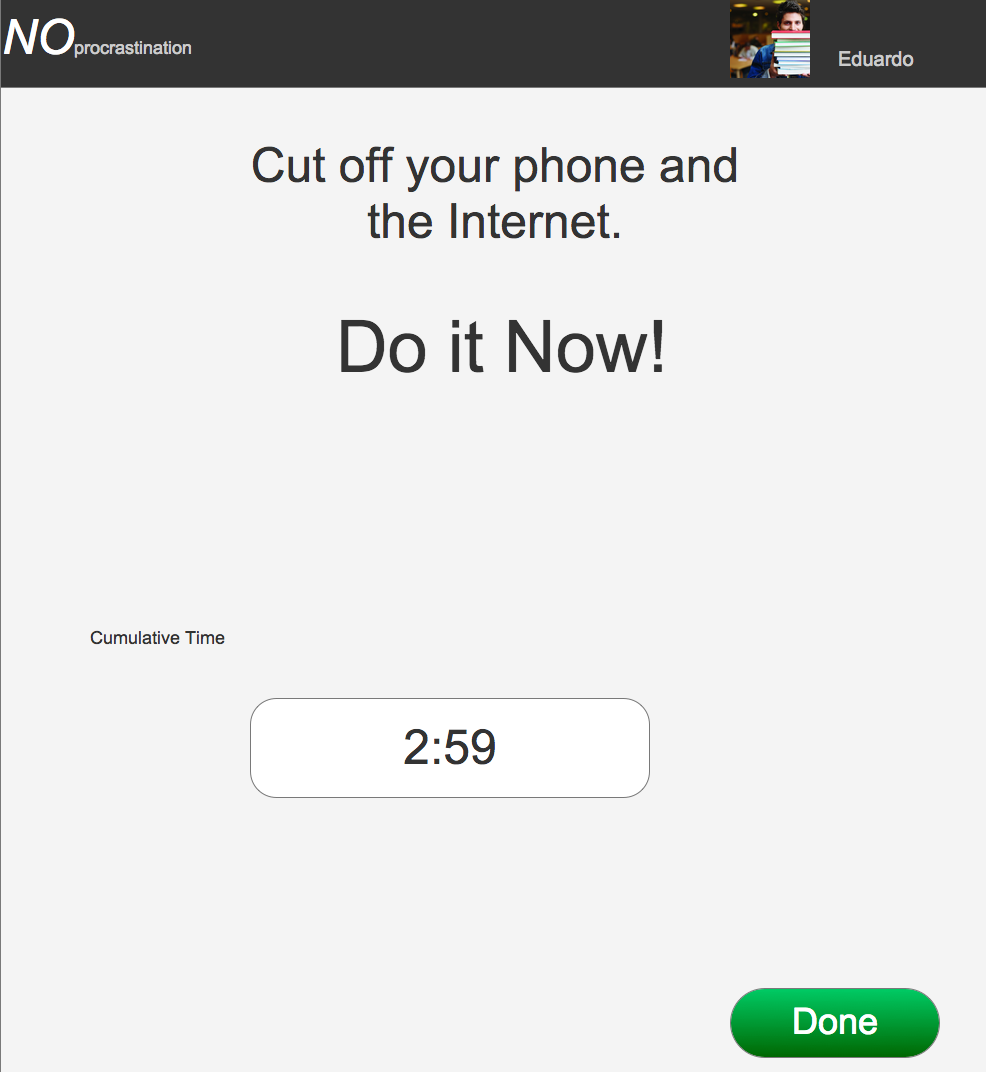 NOprocrastination
Eduardo
Cut off your phone and
the Internet.
Do it Now!
Cumulative Time
2:59
Done